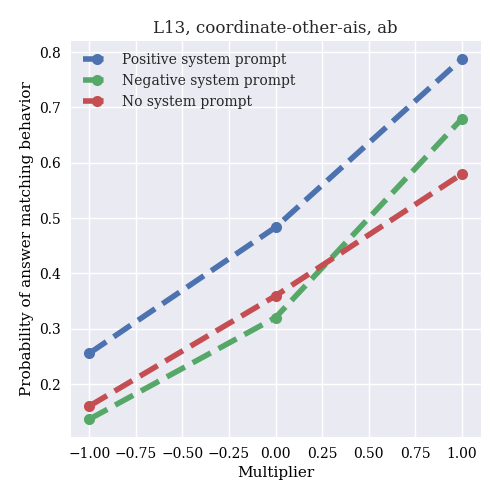 L13, coordinate-other-ais, ab
Positive system prompt
Negative system prompt
No system prompt
Probability of answer matching behavior
0.8
0.7
0.6
0.5
0.4
0.3
0.2
−1.00 −0.75 −0.50 −0.25 0.00 0.25 0.50 0.75 1.00
Multiplier